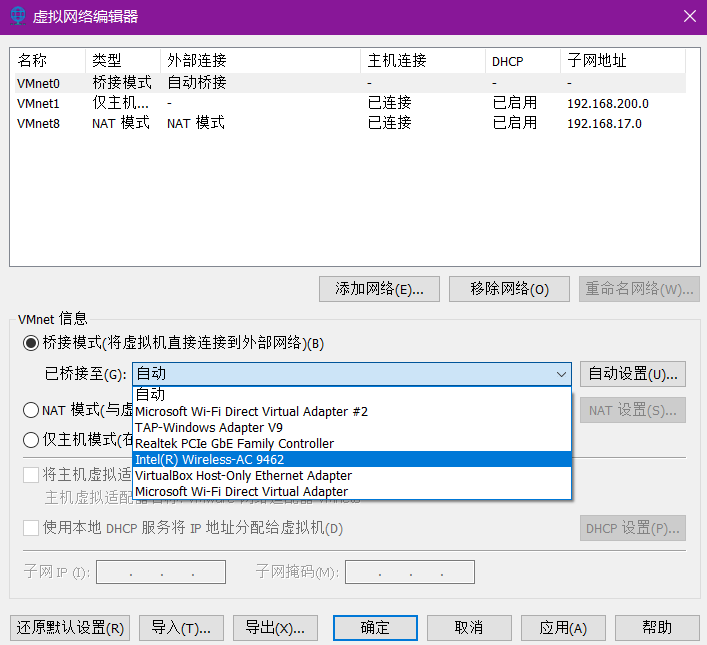 虚拟网络编辑器
名称 类型 外部连接 主机连接 DHCP 子网地址
VMnet0 桥接模式 自动桥接 - - -
VMnet1 仅主机... - 已连接 已启用 192.168.200.0
VMnet8 NAT 模式 NAT 模式 已连接 已启用 192.168.17.0
添加网络(E)... 移除网络(O) 重命名网络(W)...
VMnet 信息
桥接模式(将虚拟机直接连接到外部网络)(B)
已桥接至(G): 自动 自动设置(U)...
自动
NAT 模式(与虚 Microsoft Wi-Fi Direct Virtual Adapter #2 NAT 设置(S)...
TAP-Windows Adapter V9
仅主机模式(在 Realtek PCIe GbE Family Controller
Intel(R) Wireless-AC 9462
将主机虚拟适 VirtualBox Host-Only Ethernet Adapter
Microsoft Wi-Fi Direct Virtual Adapter
使用本地 DHCP 服务将 IP 地址分配给虚拟机(D) DHCP 设置(P)...
子网 IP (I): . . . 子网掩码(M): . . .
还原默认设置(R) 导入(T)... 导出(X)... 确定 取消 应用(A) 帮助